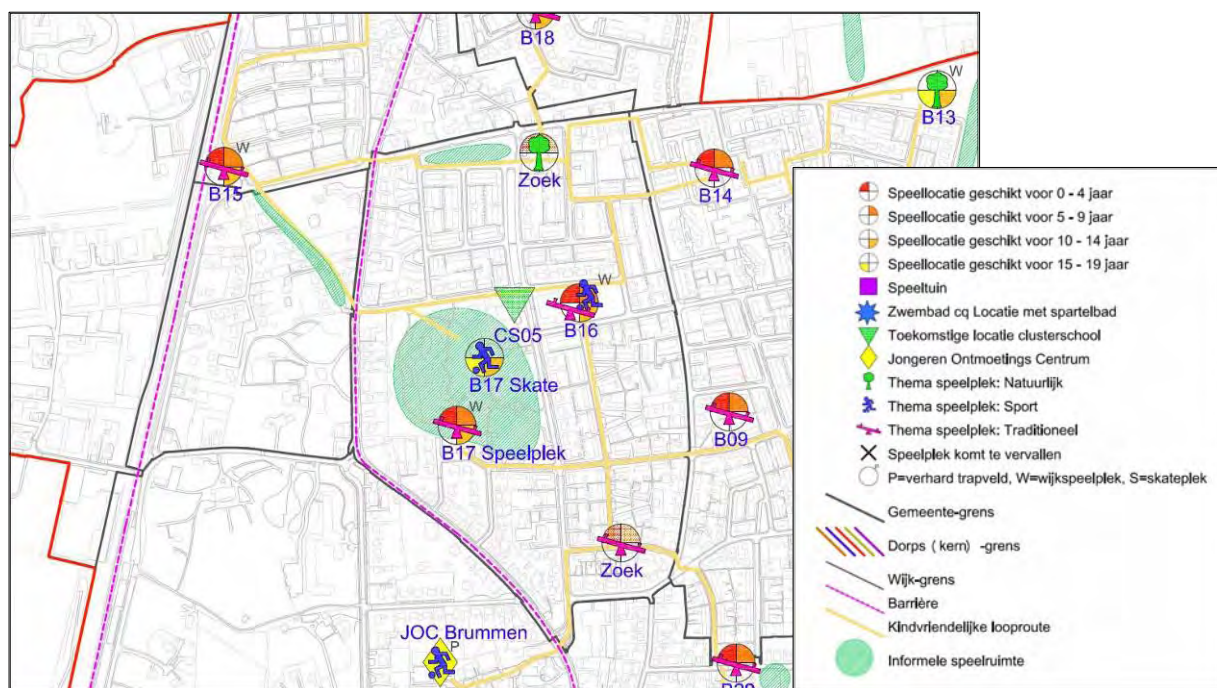 B18
W
B13
Zoek
W
B15
B14
W
CS05
B16
B17 Skate
W
B17 Speelplek
B09
Zoek
JOC Brummen
P
Speellocatie geschikt voor 0 - 4 jaar
Speellocatie geschikt voor 5 - 9 jaar
Speellocatie geschikt voor 10 - 14 jaar
Speellocatie geschikt voor 15 - 19 jaar
Speeltuin
Zwembad cq Locatie met spartelbad
Toekomstige locatie clusterschool
Jongeren Ontmoetings Centrum
Thema speelplek: Natuurlijk
Thema speelplek: Sport
Thema speelplek: Traditioneel
Speelplek komt te vervallen
P=verhard trapveld, W=wijkspeelplek, S=skateplek
Gemeente-grens
Dorps (kern) -grens
Wijk-grens
Barrière
Kindvriendelijke looproute
Informele speelruimte